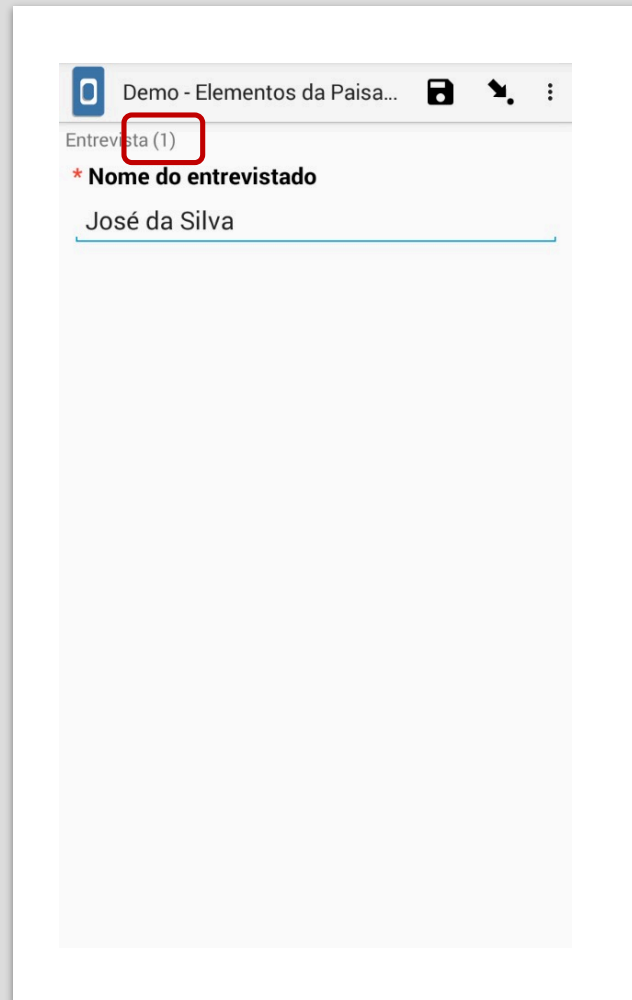 Demo - Elementos da Paisa...
Entrevista (1)
* Nome do entrevistado
José da Silva